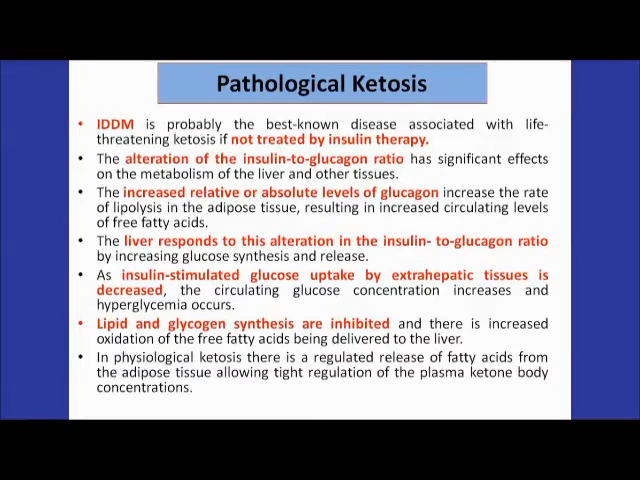 Pathological Ketosis
• IDDM is probably the best-known disease associated with life-
threatening ketosis if not treated by insulin therapy.
• The alteration of the insulin-to-glucagon ratio has significant effects
on the metabolism of the liver and other tissues.
• The increased relative or absolute levels of glucagon increase the rate
of lipolysis in the adipose tissue, resulting in increased circulating levels
of free fatty acids.
• The liver responds to this alteration in the insulin- to-glucagon ratio
by increasing glucose synthesis and release.
• As insulin-stimulated glucose uptake by extrahepatic tissues is
decreased, the circulating glucose concentration increases and
hyperglycemia occurs.
• Lipid and glycogen synthesis are inhibited and there is increased
oxidation of the free fatty acids being delivered to the liver.
• In physiological ketosis there is a regulated release of fatty acids from
the adipose tissue allowing tight regulation of the plasma ketone body
concentrations.